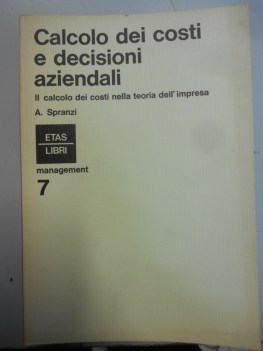 Calcolo dei costi
e decisioni
aziendali
Il calcolo dei costi nella teoria dell'impresa
A. Spranzi
ETAS
LIBRI
management
7